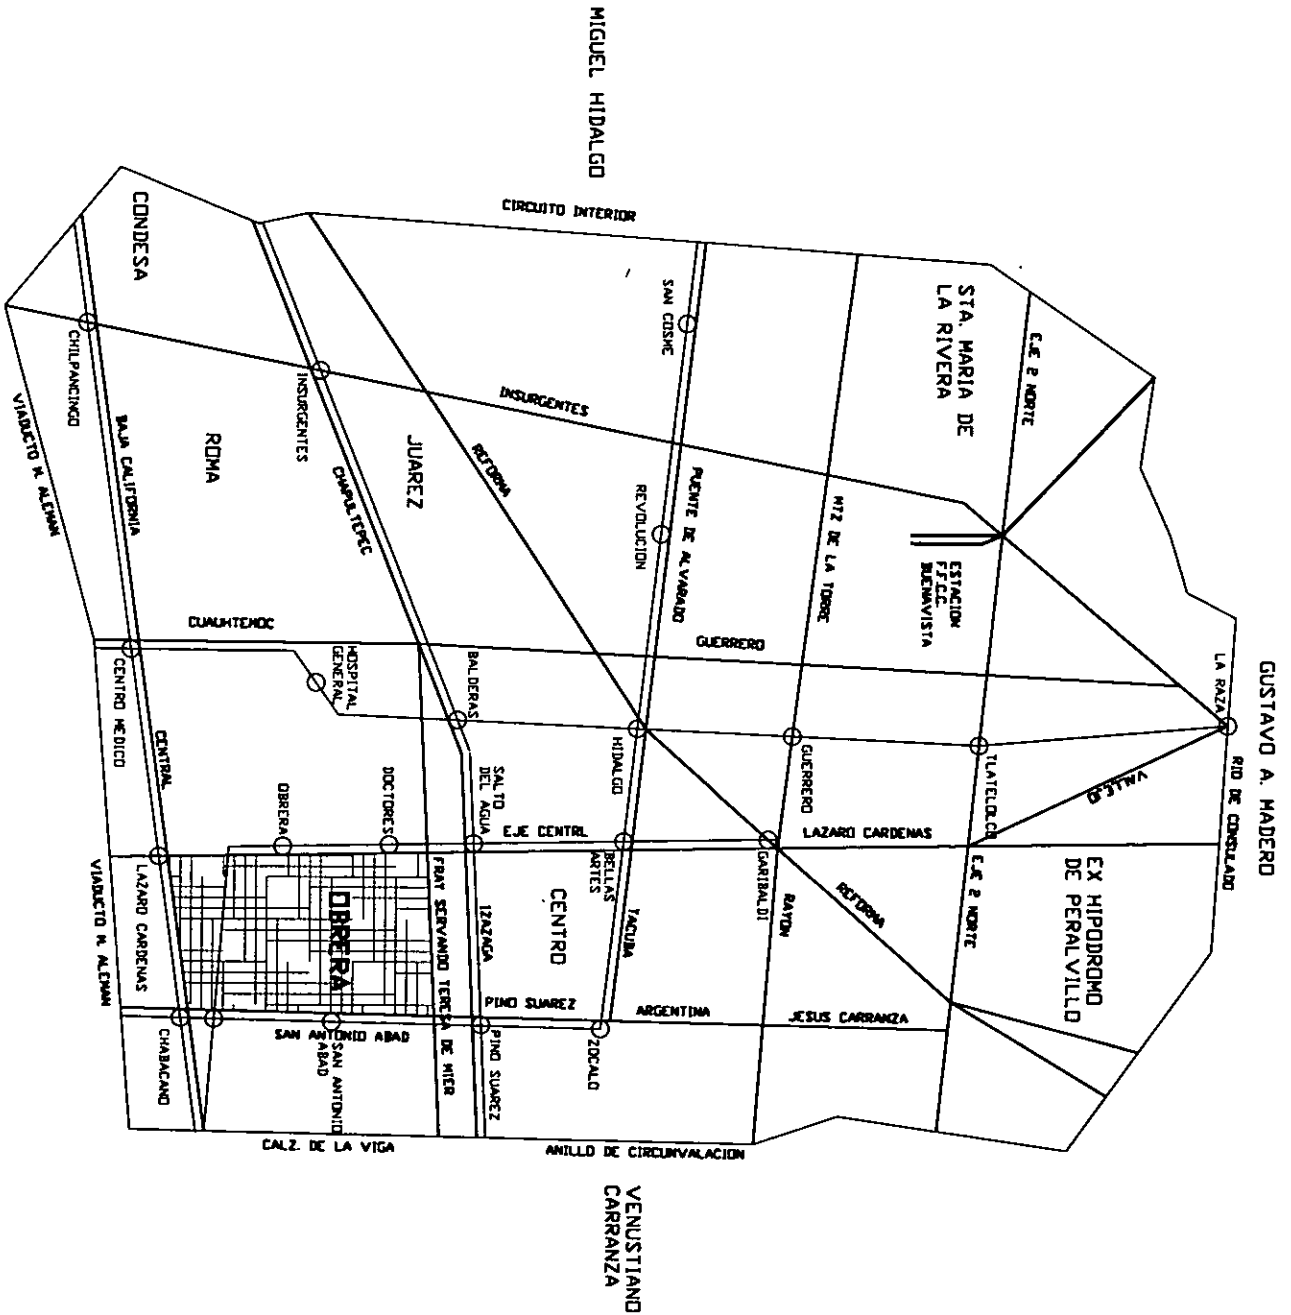 MIGUEL HIDALGO
GUSTAVO A. MADERO
VENUSTIANO
CARRANZA
CIRCUITO INTERIOR
CONDESA
STA. MARIA DE
LA RIVERA
EJE 2 NORTE
SAN COSME
CHILPANCINGO
INSURGENTES
INSURGENTES
VIADUCTO M. ALEMAN
BAJA CALIFORNIA
ROMA
JUAREZ
REFORMA
CHAPULTEPEC
REVOLUCION
PUENTE DE ALVARADO
MTZ DE LA TORRE
ESTACION
F.F.C.C.
BUENAVISTA
CUAUHTEMOC
GUERRERO
LA RAZA
RIO DE CONSULADO
CENTRO MEDICO
HOSPITAL
GENERAL
BALDERAS
HIDALGO
GUERRERO
TLATELOLCO
VALLEJO
CENTRAL
OBRERA
DOCTORES
SALTO
DEL AGUA
EJE CENTRL
BELLAS
ARTES
GARIBALDI
LAZARO CARDENAS
EJE 2 NORTE
EX HIPODROMO
DE PERALVILLO
VIADUCTO M. ALEMAN
LAZARO CARDENAS
OBRERA
FRAY SERVANDO TERESA DE MIER
IZAZAGA
CENTRO
TACUBA
RAYON
REFORMA
CHABACANO
SAN ANTONIO ABAD
SAN ANTONIO
ABAD
PINO SUAREZ
PINO SUAREZ
ZOCALO
ARGENTINA
JESUS CARRANZA
CALZ. DE LA VIGA
ANILLO DE CIRCUNVALACION